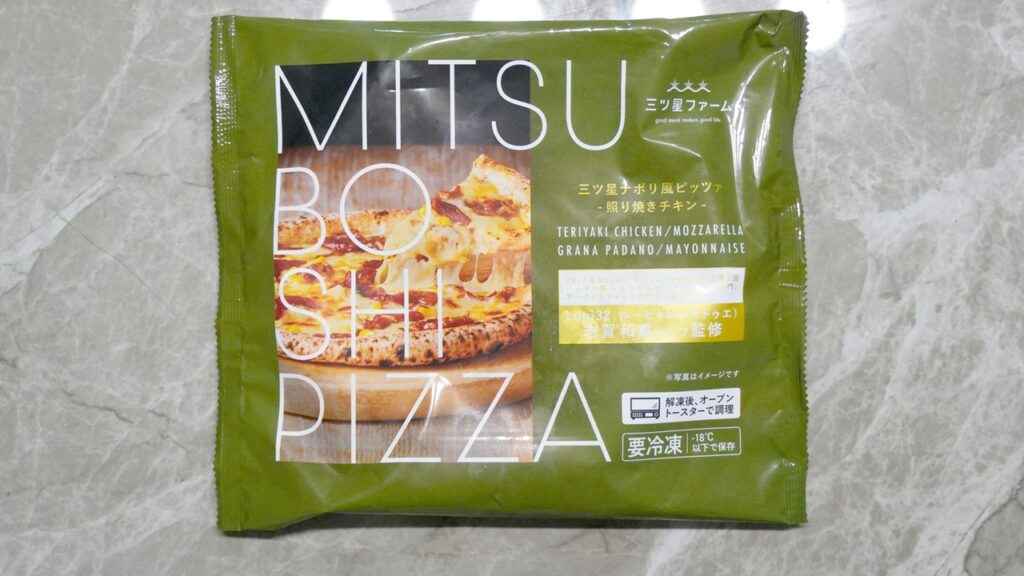 MITSU
BO
SHI
PIZZA
三ツ星ファーム
good meal makes good life
三ツ星ナポリ風ピッツァ
- 照り焼きチキン -
TERIYAKI CHICKEN/MOZZARELLA
GRANA PADANO/MAYONNAISE
監修
※写真はイメージです
解凍後、オーブン
トースターで調理
要冷凍
-18℃
以下で保存